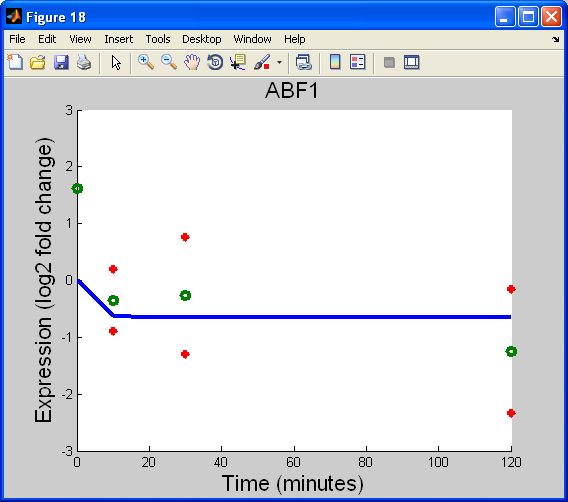 Figure 18
File Edit View Insert Tools Desktop Window Help
ABF1
3
2
1
0
-1
-2
-3
Expression (log2 fold change)
0 20 40 60 80 100 120
Time (minutes)